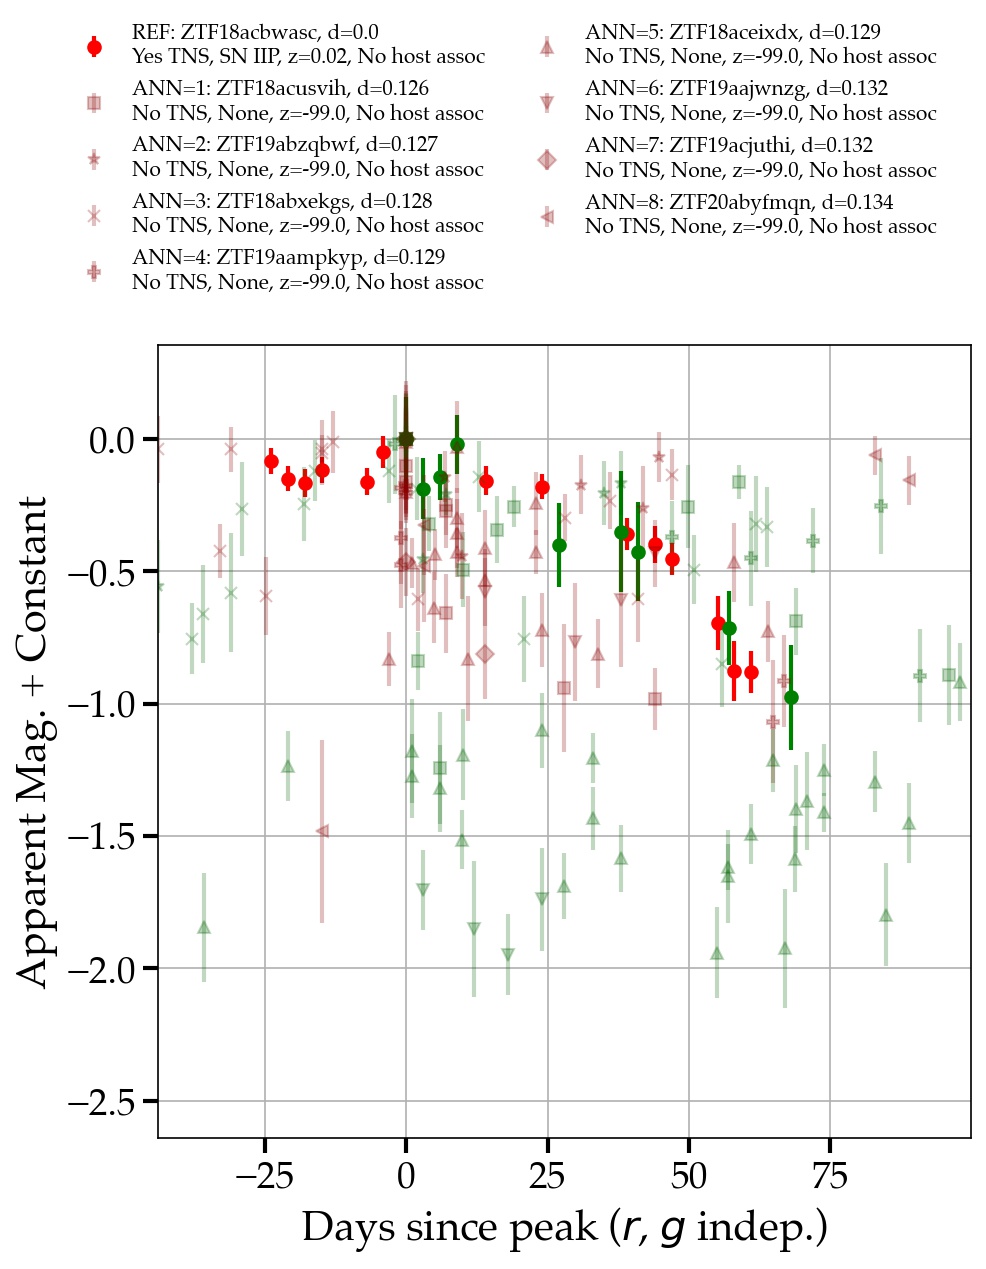 REF: ZTF18acbwasc, d=0.0
Yes TNS, SN IIP, z=0.02, No host assoc
ANN=1: ZTF18acusvih, d=0.126
No TNS, None, z=-99.0, No host assoc
ANN=2: ZTF19abzqbwf, d=0.127
No TNS, None, z=-99.0, No host assoc
ANN=3: ZTF18abxekgs, d=0.128
No TNS, None, z=-99.0, No host assoc
ANN=4: ZTF19aampkyp, d=0.129
No TNS, None, z=-99.0, No host assoc
ANN=5: ZTF18aceixdx, d=0.129
No TNS, None, z=-99.0, No host assoc
ANN=6: ZTF19aajwnzg, d=0.132
No TNS, None, z=-99.0, No host assoc
ANN=7: ZTF19acjuthi, d=0.132
No TNS, None, z=-99.0, No host assoc
ANN=8: ZTF20abyfmqn, d=0.134
No TNS, None, z=-99.0, No host assoc
Apparent Mag. + Constant
0.0
−0.5
−1.0
−1.5
−2.0
−2.5
−25 0 25 50 75
Days since peak (r, g indep.)